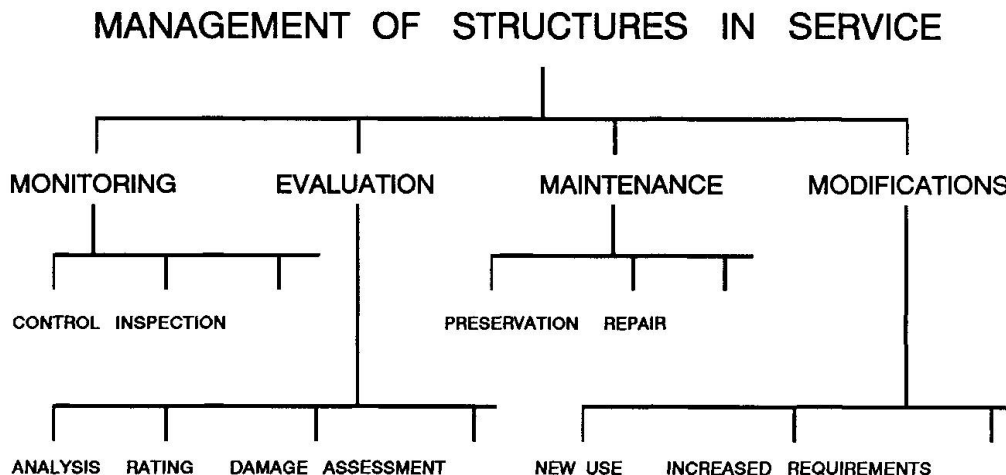 MANAGEMENT OF STRUCTURES IN SERVICE
MONITORING EVALUATION MAINTENANCE MODIFICATIONS
CONTROL INSPECTION PRESERVATION REPAIR
ANALYSIS RATING DAMAGE ASSESSMENT NEW USE INCREASED REQUIREMENTS